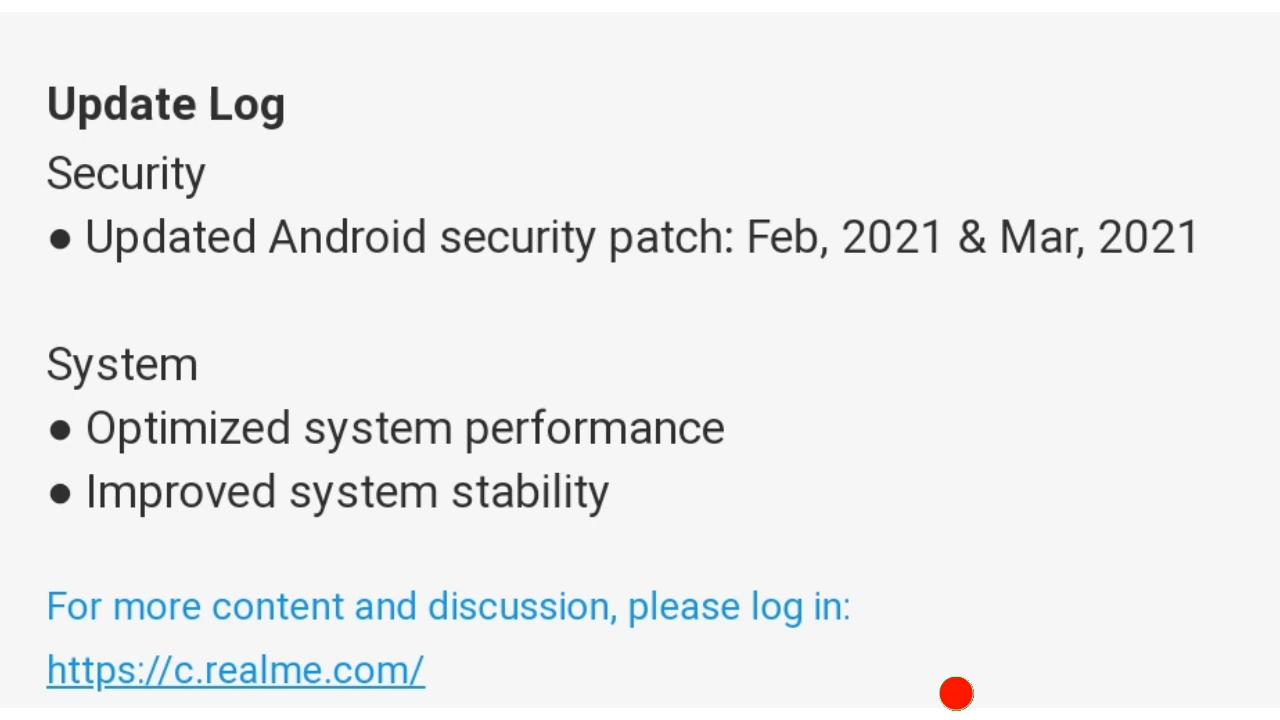 Update Log
Security
● Updated Android security patch: Feb, 2021 & Mar, 2021
System
● Optimized system performance
● Improved system stability
For more content and discussion, please log in:
https://c.realme.com/